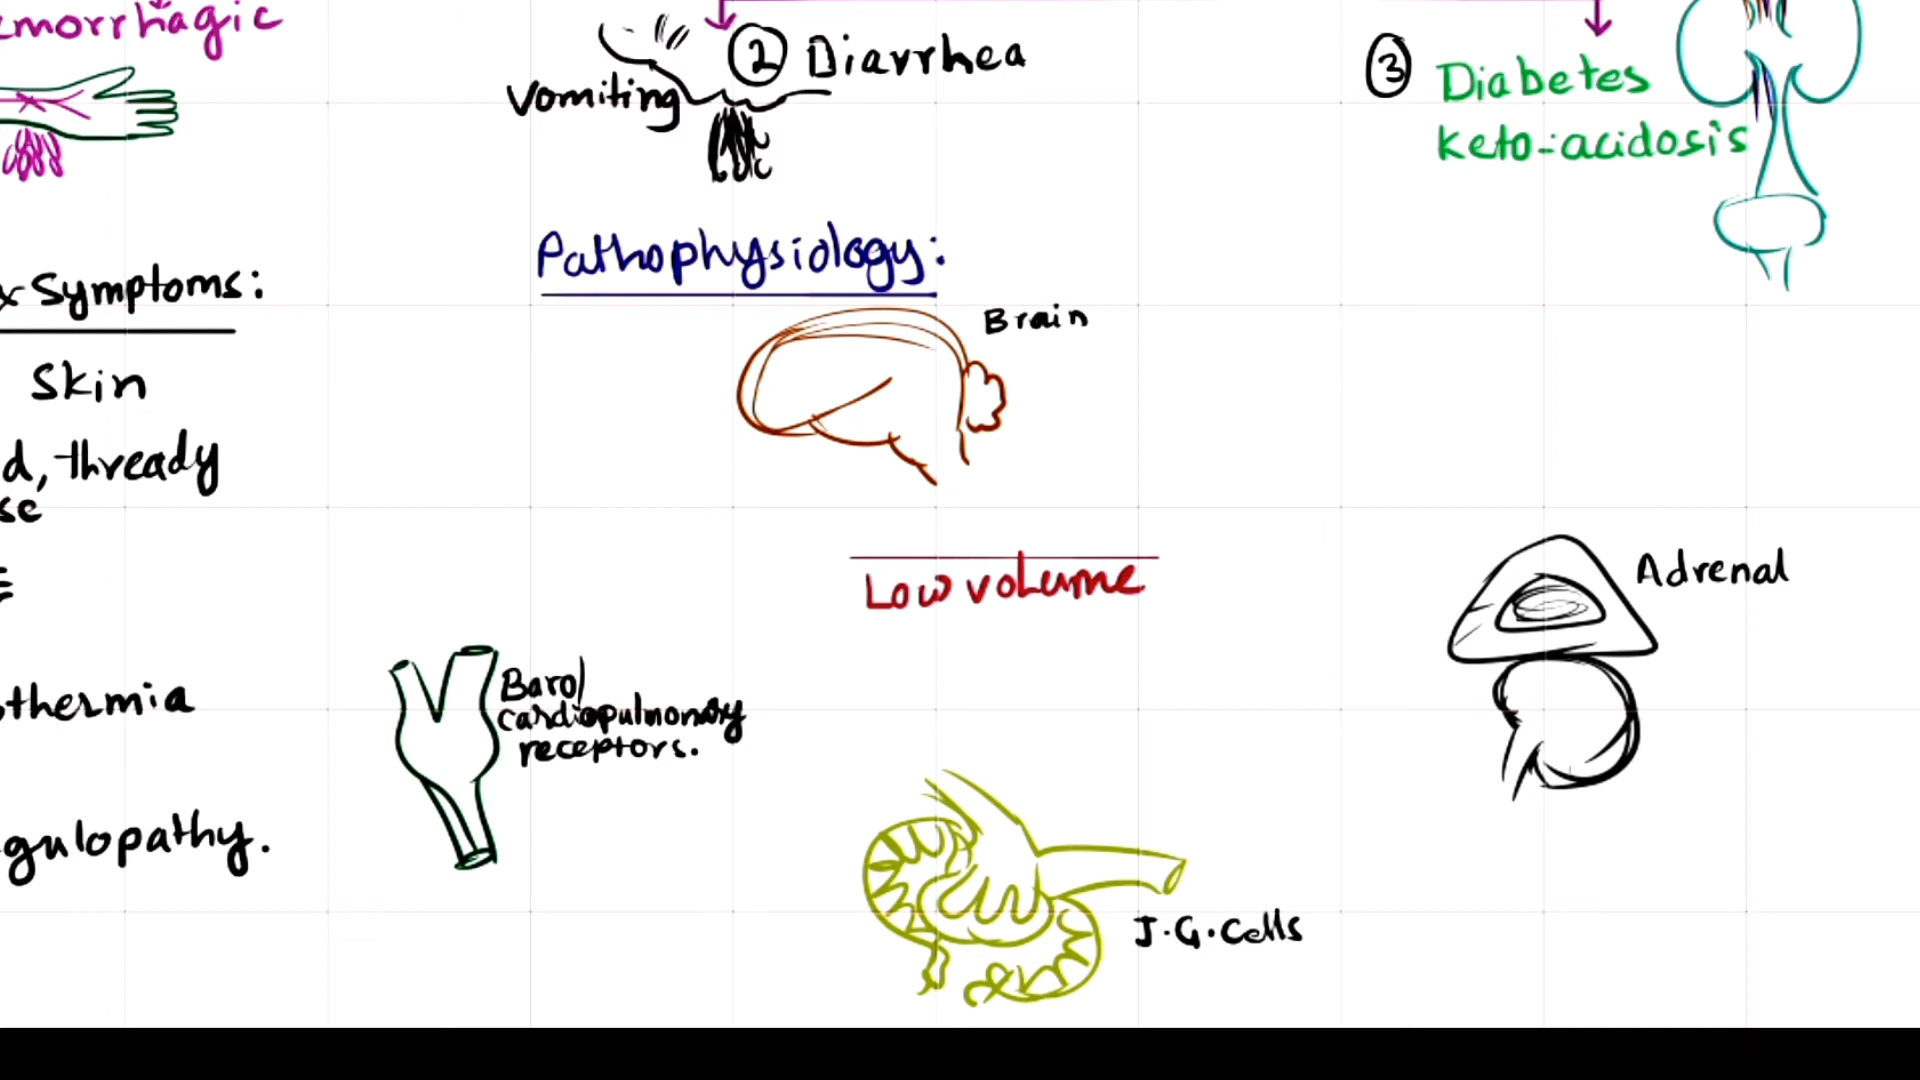 emorrhagic
② Diarrhea
Vomiting
③ Diabetes
keto-acidosis
Pathophysiology:
Symptoms:
Brain
Skin
d, thready
se
Low volume
Adrenal
Baro/
cardiopulmonary
receptors.
thermia
gulopathy.
J.G.cells